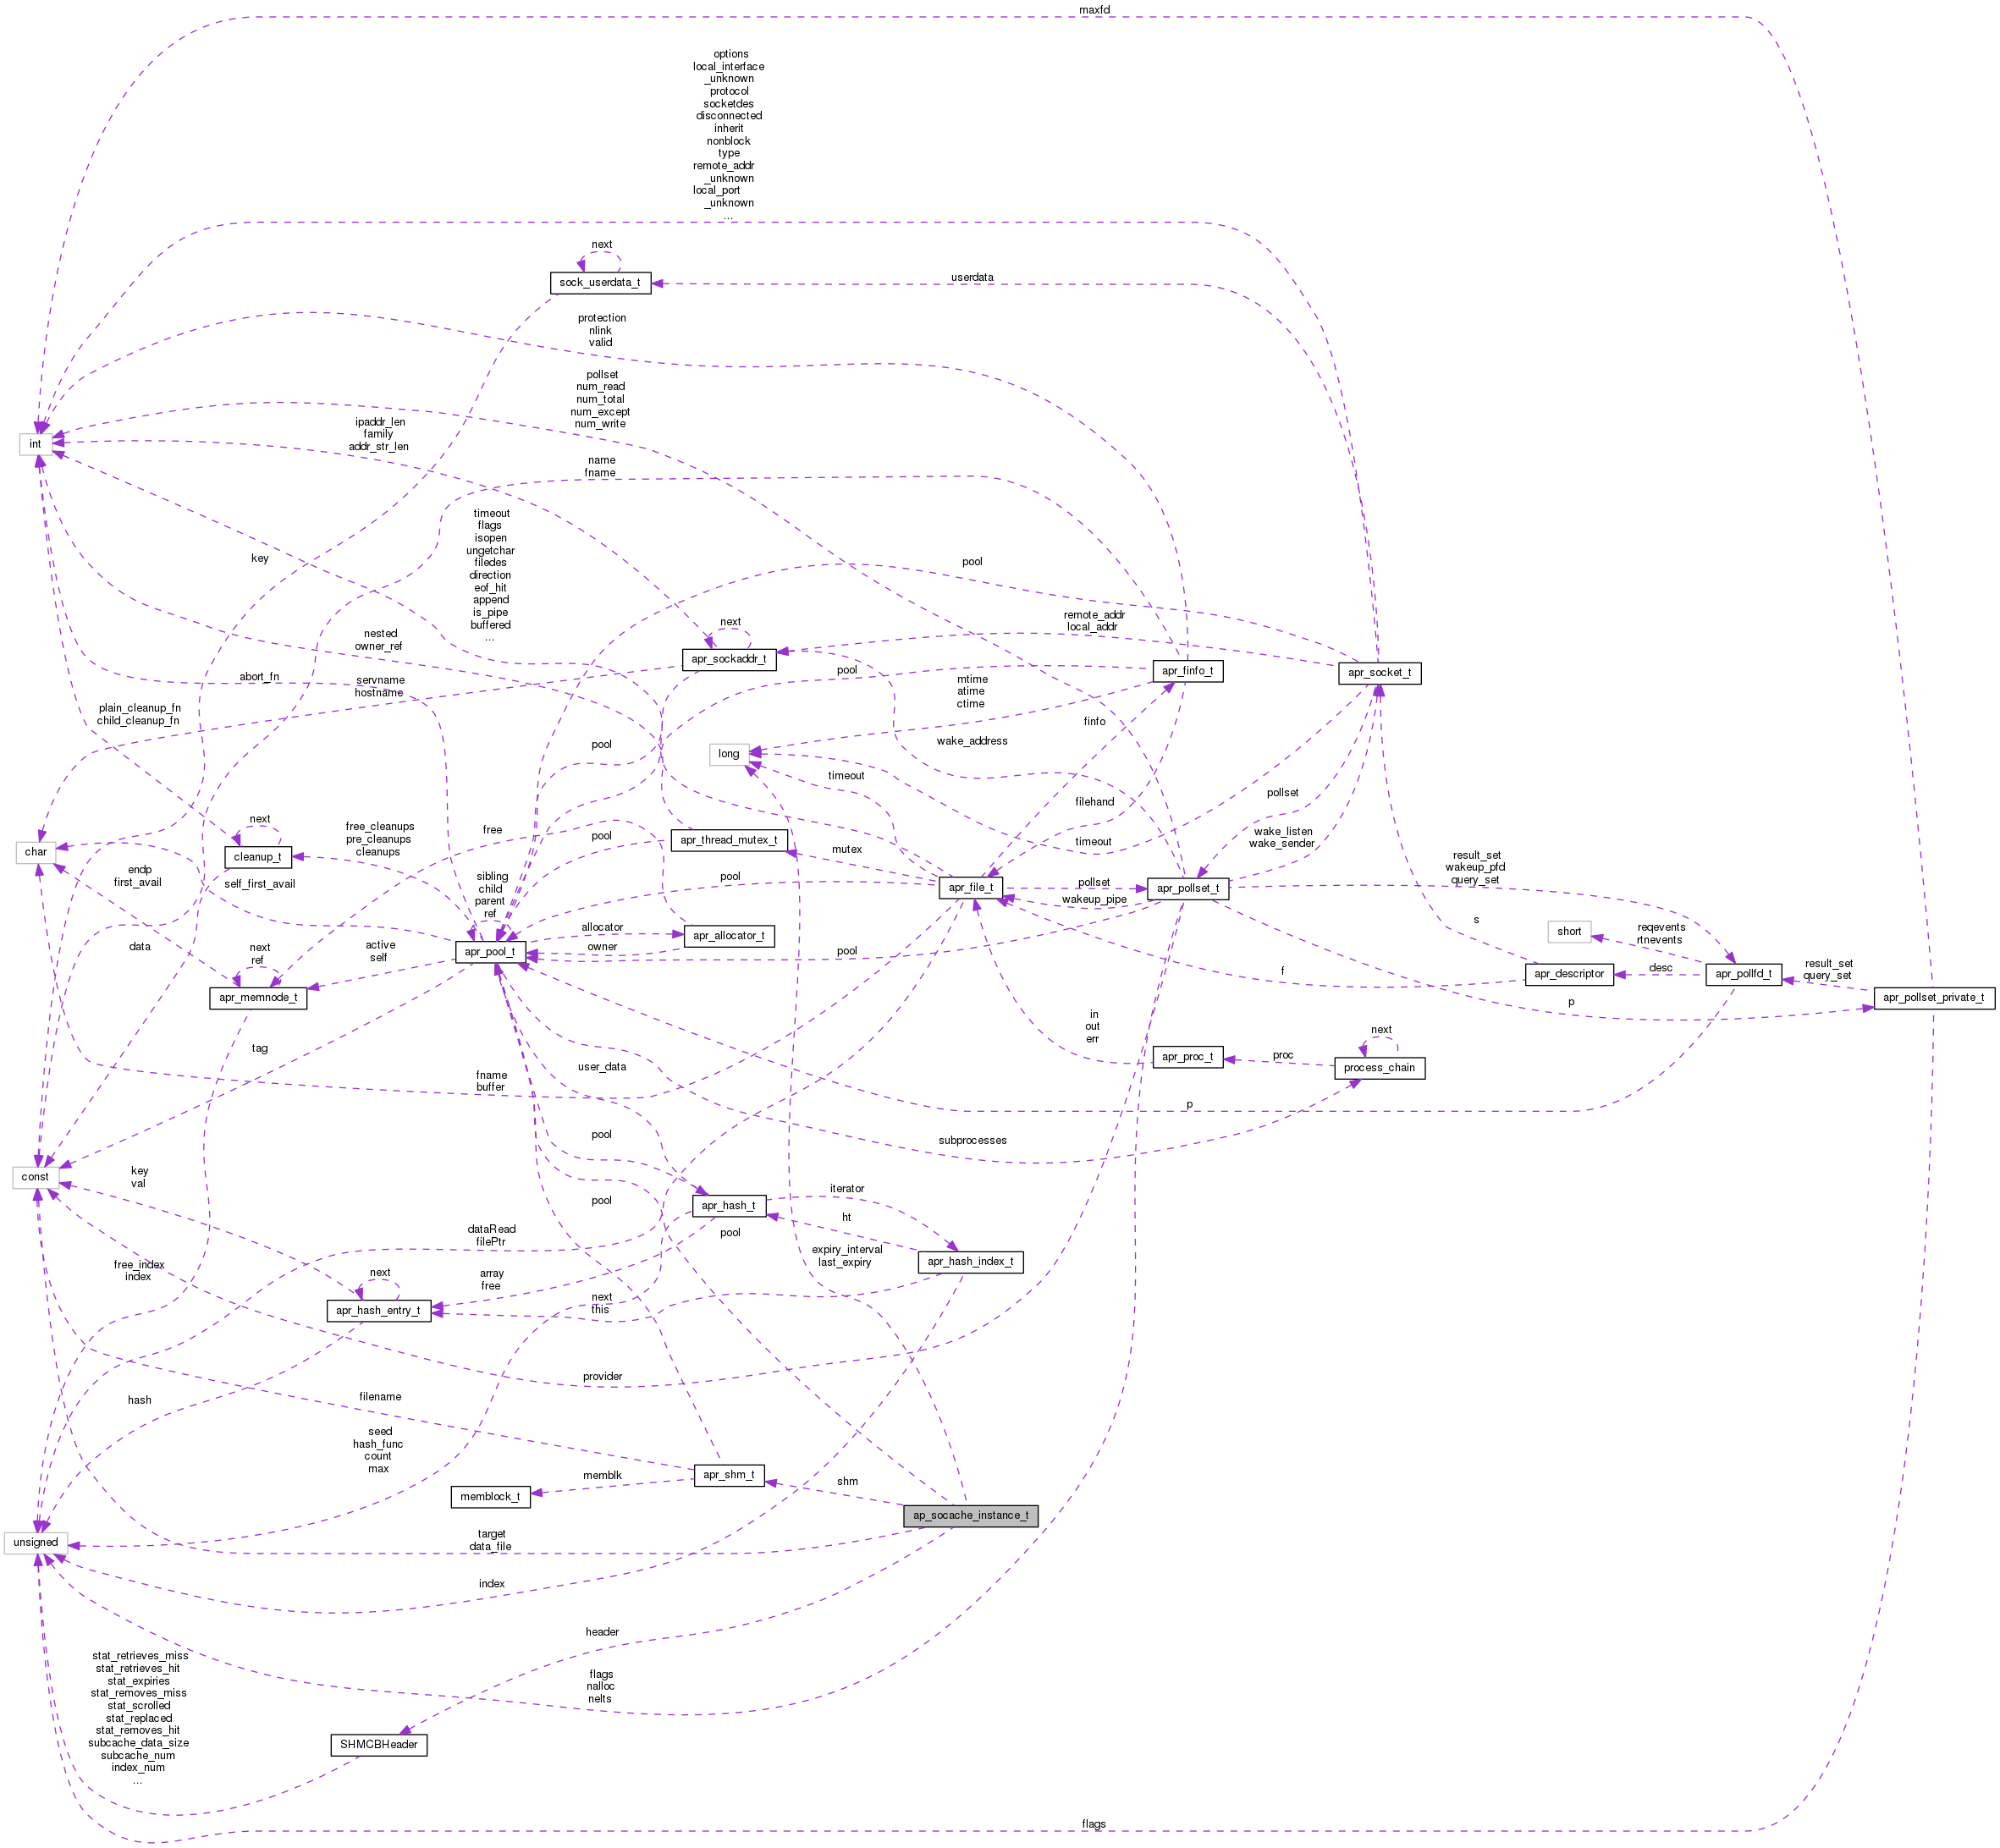 maxfd
options
local_interface
_unknown
protocol
socketdes
disconnected
inherit
nonblock
type
remote_addr
_unknown
local_port
_unknown
...
next
sock_userdata_t
userdata
protection
nlink
valid
pollset
num_read
num_total
num_except
num_write
int
ipaddr_len
family
addr_str_len
name
fname
key
timeout
flags
isopen
ungetchar
filedes
direction
eof_hit
append
is_pipe
buffered
...
pool
nested
owner_ref
remote_addr
local_addr
next
apr_sockaddr_t
apr_finfo_t
apr_socket_t
abort_fn
servname
hostname
pool
mtime
atime
ctime
plain_cleanup_fn
child_cleanup_fn
finfo
pool
long
wake_address
timeout
pollset
filehand
free_cleanups
pre_cleanups
cleanups
free
pool
apr_thread_mutex_t
timeout
wake_listen
wake_sender
next
char
cleanup_t
mutex
result_set
wakeup_pfd
query_set
endp
first_avail
self_first_avail
sibling
child
parent
ref
pool
apr_file_t
pollset
apr_pollset_t
wakeup_pipe
s
allocator
apr_allocator_t
short
reqevents
rtnevents
data
active
self
next
ref
apr_pool_t
owner
pool
f
apr_descriptor
desc
apr_pollfd_t
result_set
query_set
apr_memnode_t
p
apr_pollset_private_t
in
out
err
next
tag
fname
buffer
user_data
apr_proc_t
proc
process_chain
p
pool
subprocesses
const
key
val
pool
apr_hash_t
iterator
ht
dataRead
filePtr
pool
expiry_interval
last_expiry
apr_hash_index_t
free_index
index
next
array
free
next
this
apr_hash_entry_t
provider
hash
filename
seed
hash_func
count
max
memblk
apr_shm_t
shm
memblock_t
ap_socache_instance_t
unsigned
target
data_file
index
header
stat_retrieves_miss
stat_retrieves_hit
stat_expiries
stat_removes_miss
stat_scrolled
stat_replaced
stat_removes_hit
subcache_data_size
subcache_num
index_num
...
flags
nalloc
nelts
SHMCBHeader
flags